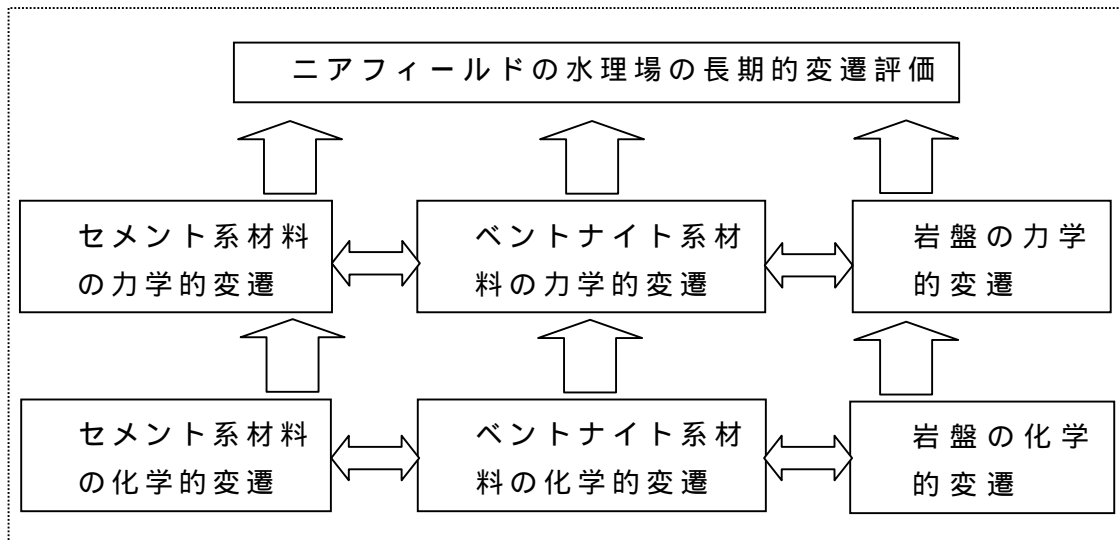 ニアフィールドの水理場の長期的変遷評価
セメント系材料
の力学的変遷
ベントナイト系材
料の力学的変遷
岩盤の力学
的変遷
セメント系材料
の化学的変遷
ベントナイト系材
料の化学的変遷
岩盤の化学
的変遷